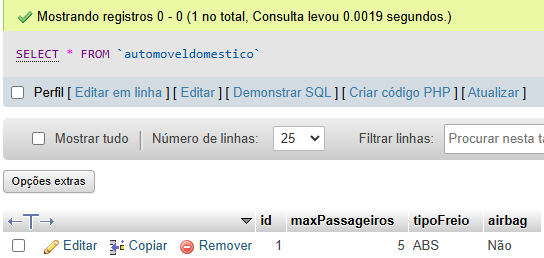 Mostrando registros 0 - 0 (1 no total, Consulta levou 0.0019 segundos.)
SELECT * FROM `automoveldomestico`
Perfil [ Editar em linha ] [ Editar ] [ Demonstrar SQL ] [ Criar código PHP ] [ Atualizar ]
Mostrar tudo Número de linhas: 25 Filtrar linhas: Procurar nesta ta
Opções extras
←T→ id maxPassageiros tipoFreio airbag
Editar Copiar Remover 1 5 ABS Não